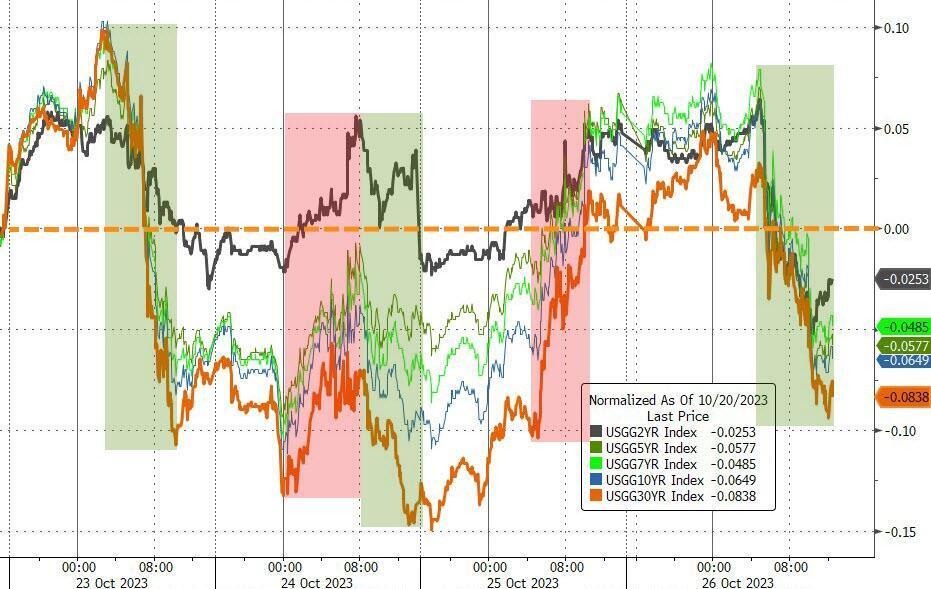 0.10
0.05
0.00
-0.0253
-0.0485
-0.0577
-0.0649
-0.0838
-0.10
-0.15
Normalized As Of 10/20/2023
Last Price
USGG2YR Index -0.0253
USGG5YR Index -0.0577
USGG7YR Index -0.0485
USGG10YR Index -0.0649
USGG30YR Index -0.0838
00:00 08:00 00:00 08:00 00:00 08:00 00:00 08:00
23 Oct 2023 24 Oct 2023 25 Oct 2023 26 Oct 2023